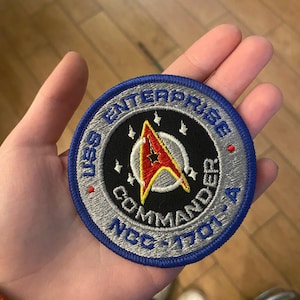 USS ENTERPRISE
COMMANDER
NCC-1701-A